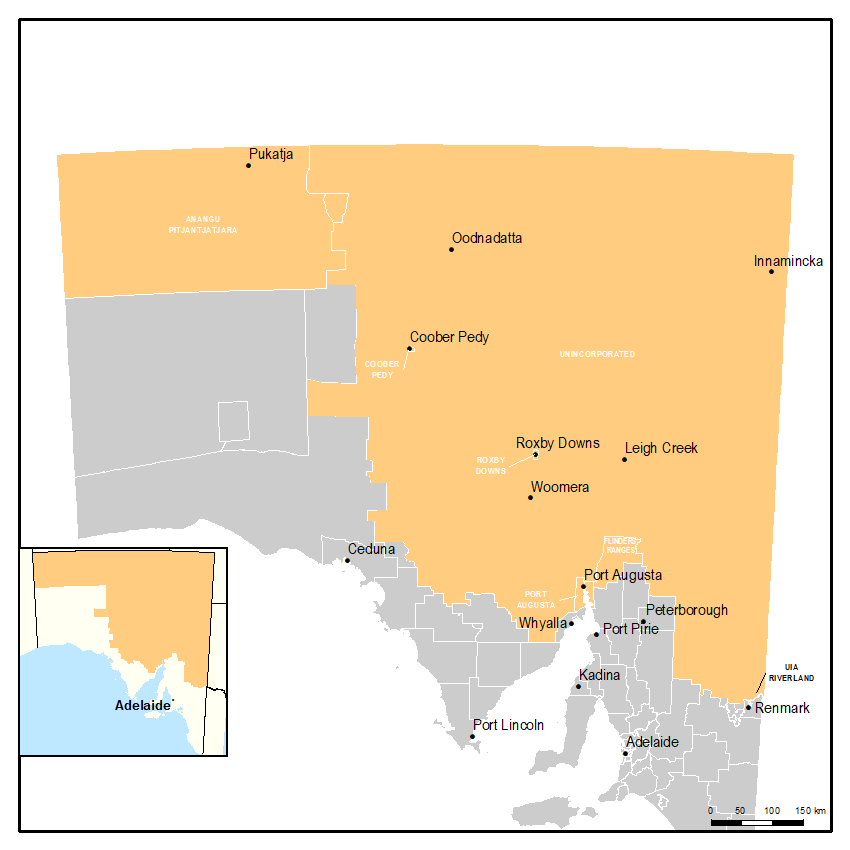 Pukatja
ANANGU
PITJANTJATJARA
Oodnadatta
Innamincka
Coober Pedy
COOBER
PEDY
UNINCORPORATED
Roxby Downs
Leigh Creek
ROXBY
DOWNS
Woomera
FLINDERS
RANGES
Ceduna
Port Augusta
PORT
AUGUSTA
Peterborough
Whyalla
Port Pirie
UIA
RIVERLAND
Kadina
Adelaide
Renmark
Port Lincoln
Adelaide
0 50 100 150 km